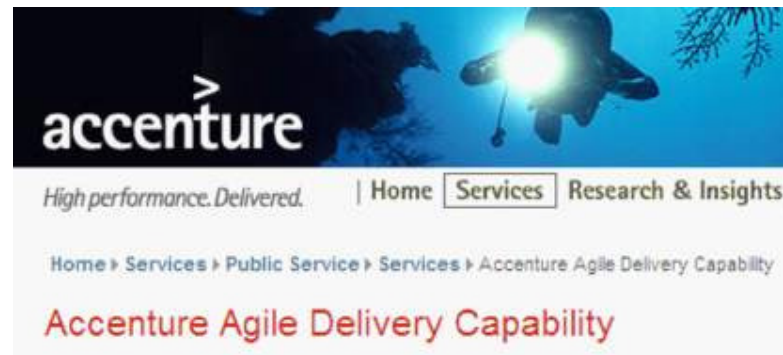 >
accenture
High performance. Delivered. | Home Services Research & Insights
Home › Services › Public Service › Services › Accenture Agile Delivery Capability
Accenture Agile Delivery Capability